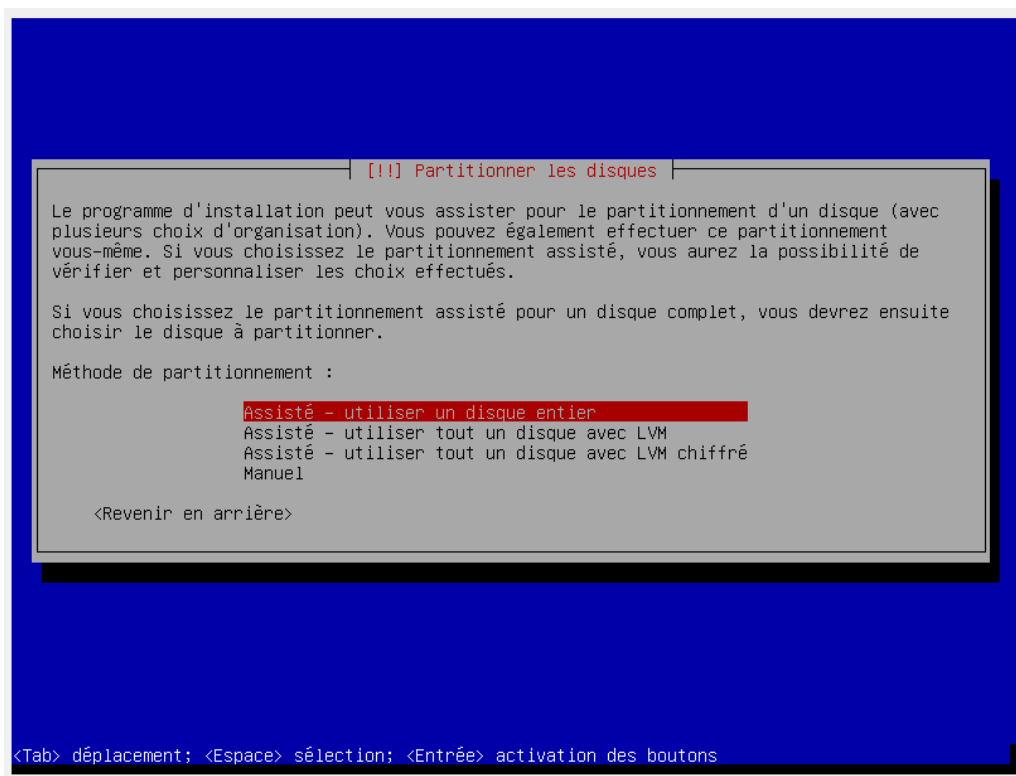 [!!] Partitionner les disques
Le programme d'installation peut vous assister pour le partitionnement d'un disque (avec
plusieurs choix d'organisation). Vous pouvez également effectuer ce partitionnement
vous-même. Si vous choisissez le partitionnement assisté, vous aurez la possibilité de
vérifier et personnaliser les choix effectués.
Si vous choisissez le partitionnement assisté pour un disque complet, vous devrez ensuite
choisir le disque à partitionner.
Méthode de partitionnement :
Assisté - utiliser un disque entier
Assisté - utiliser tout un disque avec LVM
Assisté - utiliser tout un disque avec LVM chiffré
Manuel
<Revenir en arrière>
<Tab> déplacement; <Espace> sélection; <Entrée> activation des boutons